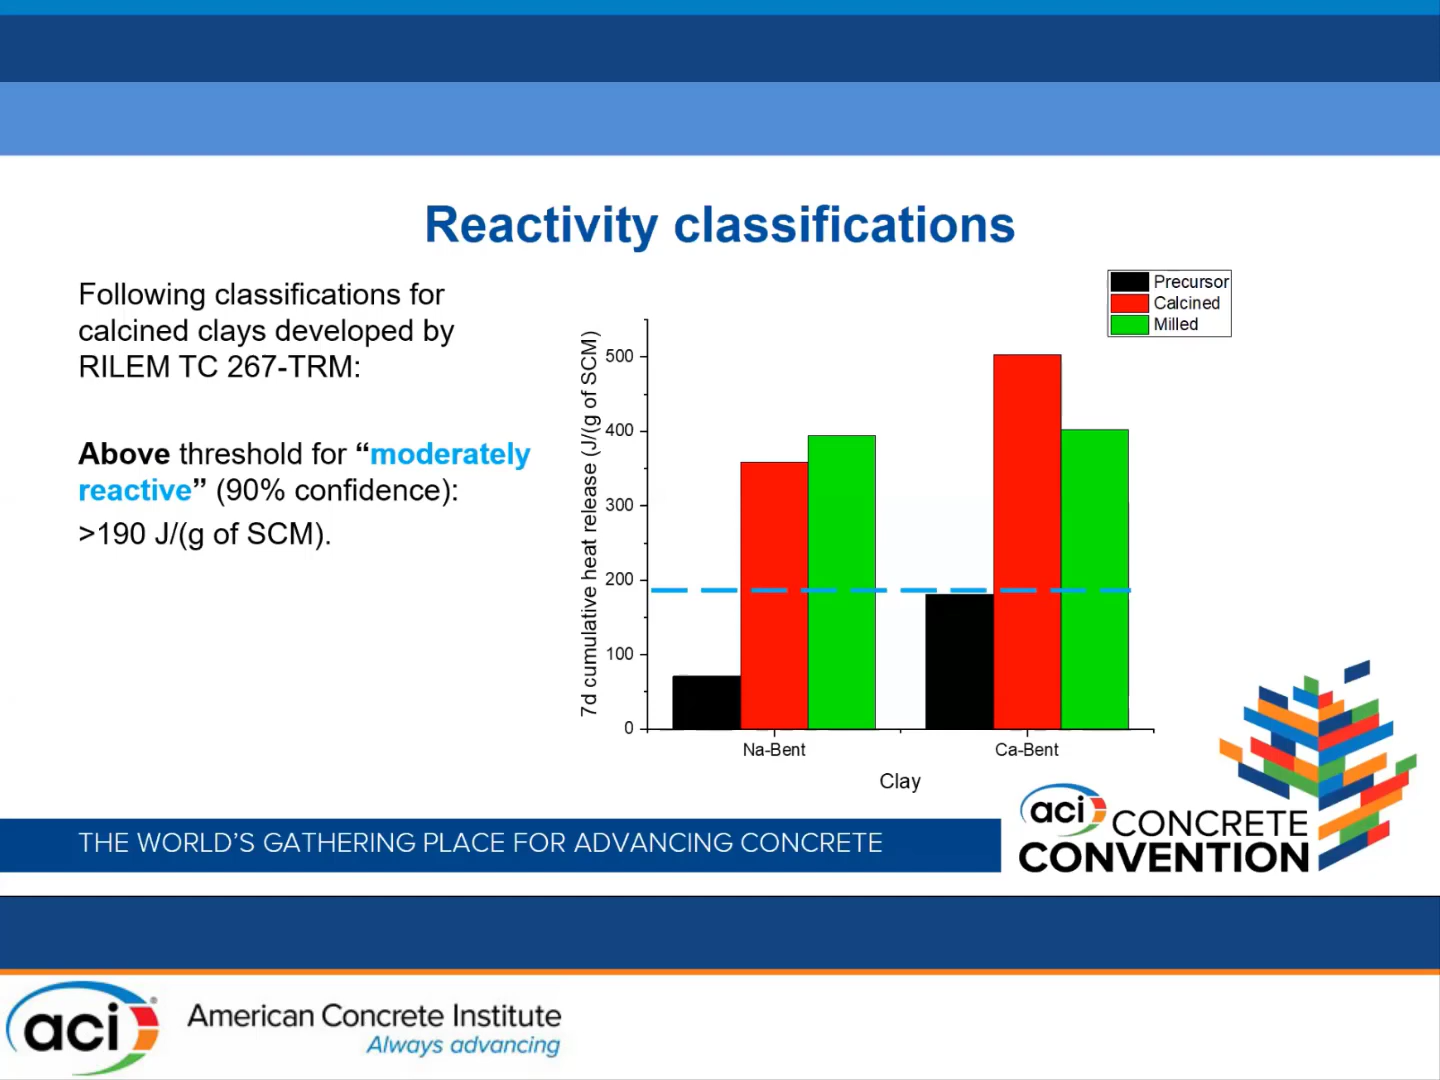 Reactivity classifications
Following classifications for
calcined clays developed by
RILEM TC 267-TRM:
Above threshold for “moderately
reactive” (90% confidence):
>190 J/(g of SCM).
Precursor
Calcined
Milled
7d cumulative heat release (J/(g of SCM)
500
400
300
200
100
0
Na-Bent
Ca-Bent
Clay
THE WORLD’S GATHERING PLACE FOR ADVANCING CONCRETE
aci CONCRETE
CONVENTION
aci
American Concrete Institute
Always advancing